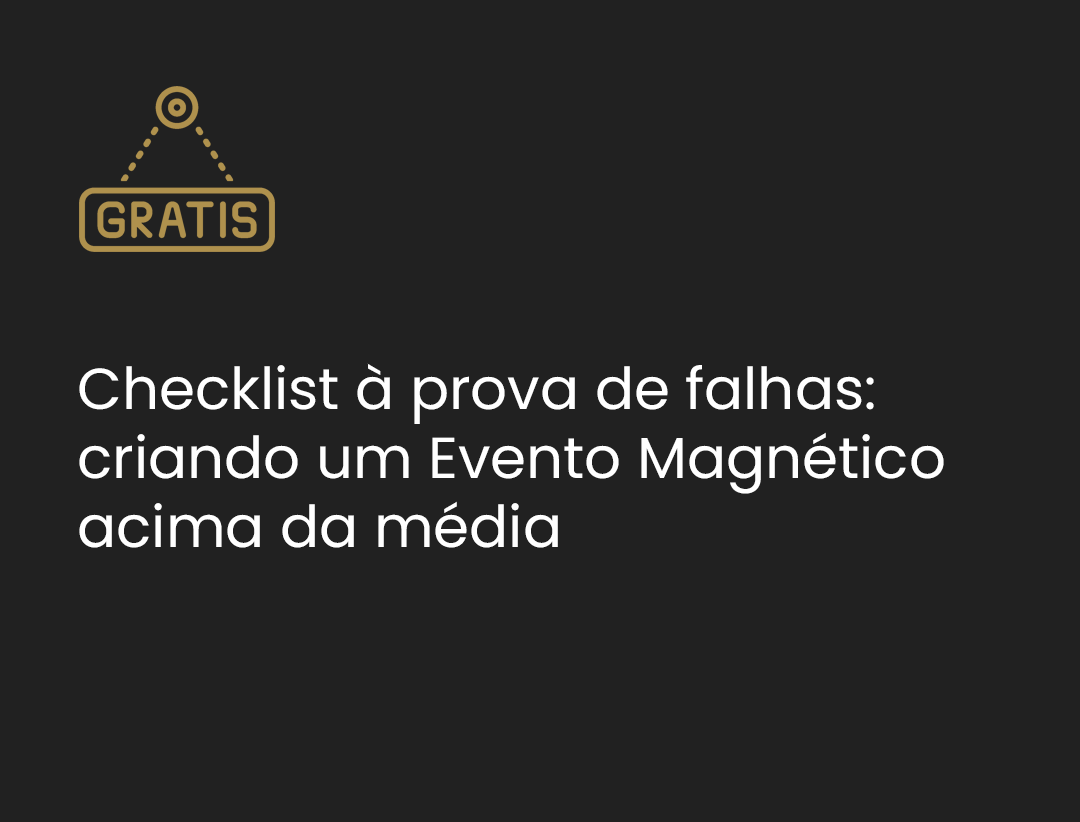 GRATIS
Checklist à prova de falhas:
criando um Evento Magnético
acima da média